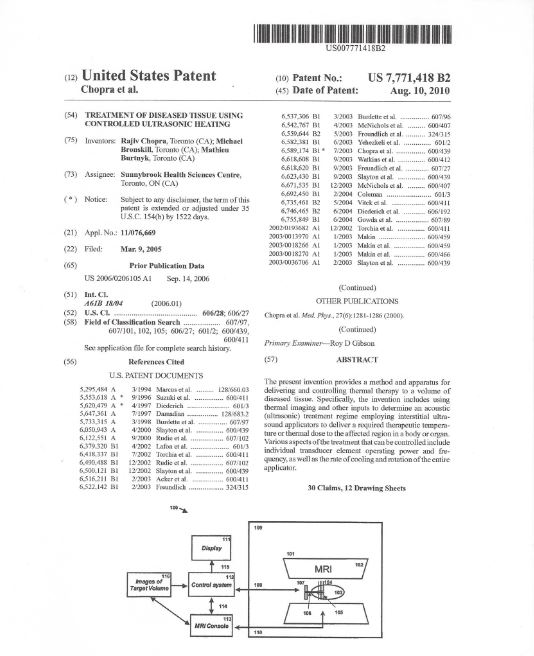 US007771418B2
(12) United States Patent
Chopra et al.
(10) Patent No.: US 7,771,418 B2
(45) Date of Patent: Aug. 10, 2010
(54) TREATMENT OF DISEASED TISSUE USING
CONTROLLED ULTRASONIC HEATING
(75) Inventors: Rajiv Chopra, Toronto (CA); Michael
Bronskill, Toronto (CA); Mathieu
Burtnyk, Toronto (CA)
(73) Assignee: Sunnybrook Health Sciences Centre,
Toronto, ON (CA)
( * ) Notice: Subject to any disclaimer, the term of this
patent is extended or adjusted under 35
U.S.C. 154(b) by 1522 days.
(21) Appl. No.: 11/076,669
(22) Filed: Mar. 9, 2005
(65) Prior Publication Data
US 2006/0206105 A1 Sep. 14, 2006
(51) Int. Cl.
A61B 18/04 (2006.01)
(52) U.S. Cl. 606/28; 606/27
(58) Field of Classification Search 607/97,
607/101, 102, 105; 606/27; 601/2; 600/439,
600/411
See application file for complete search history.
(56) References Cited
U.S. PATENT DOCUMENTS
5,295,484 A 3/1994 Marcus et al. 128/660.03
5,553,618 A * 9/1996 Suzuki et al. 600/411
5,620,479 A * 4/1997 Diederich 601/3
5,647,361 A 7/1997 Damadian 128/683.2
5,733,315 A 3/1998 Burdette et al. 607/97
6,050,943 A 4/2000 Slayton et al. 600/439
6,122,551 A 9/2000 Rudie et al. 607/102
6,379,320 B1 4/2002 Lafon et al. 601/3
6,418,337 B1 7/2002 Torchia et al. 600/411
6,490,488 B1 12/2002 Rudie et al. 607/102
6,500,121 B1 12/2002 Slayton et al. 600/439
6,516,211 B1 2/2003 Acker et al. 600/411
6,522,142 B1 2/2003 Freundlich 324/315
6,537,306 B1 3/2003 Burdette et al. 607/96
6,542,767 B1 4/2003 McNichols et al. 600/407
6,559,644 B2 5/2003 Froundlich et al. 324/315
6,582,381 B1 6/2003 Yehezkeli et al. 601/2
6,589,174 B1 * 7/2003 Chopra et al. 600/439
6,618,608 B1 9/2003 Watkins et al. 600/412
6,618,620 B1 9/2003 Freundlich et al. 607/27
6,623,430 B1 9/2003 Slayton et al. 600/439
6,671,535 B1 12/2003 McNichols et al. 600/407
6,692,450 B1 2/2004 Coleman 601/3
6,735,461 B2 5/2004 Vitek et al. 600/411
6,746,465 B2 6/2004 Diederich et al. 606/192
6,755,849 B1 6/2004 Gowda et al. 607/89
2002/0193682 A1 12/2002 Torchia et al. 600/411
2003/0013970 A1 1/2003 Makin 600/459
2003/0018266 A1 1/2003 Makin et al. 600/459
2003/0018270 A1 1/2003 Makin et al. 600/466
2003/0036706 A1 2/2003 Slayton et al. 600/439
(Continued)
OTHER PUBLICATIONS
Chopra et al. Med. Phys., 27(6):1281-1286 (2000).
(Continued)
Primary Examiner—Roy D Gibson
(57) ABSTRACT
The present invention provides a method and apparatus for
delivering and controlling thermal therapy to a volume of
diseased tissue. Specifically, the invention includes using
thermal imaging and other inputs to determine an acoustic
(ultrasonic) treatment regime employing interstitial ultra-
sound applicators to deliver a required therapeutic tempera-
ture or thermal dose to the affected region in a body or organ.
Various aspects of the treatment that can be controlled include
individual transducer element operating power and fre-
quency, as well as the rate of cooling and rotation of the entire
applicator.
30 Claims, 12 Drawing Sheets
100
109
111
Display
101
MRI
102
115
110
Images of
Target Volume
112
Control system
108
107
104
103
114
106
105
113
MRI Console
110